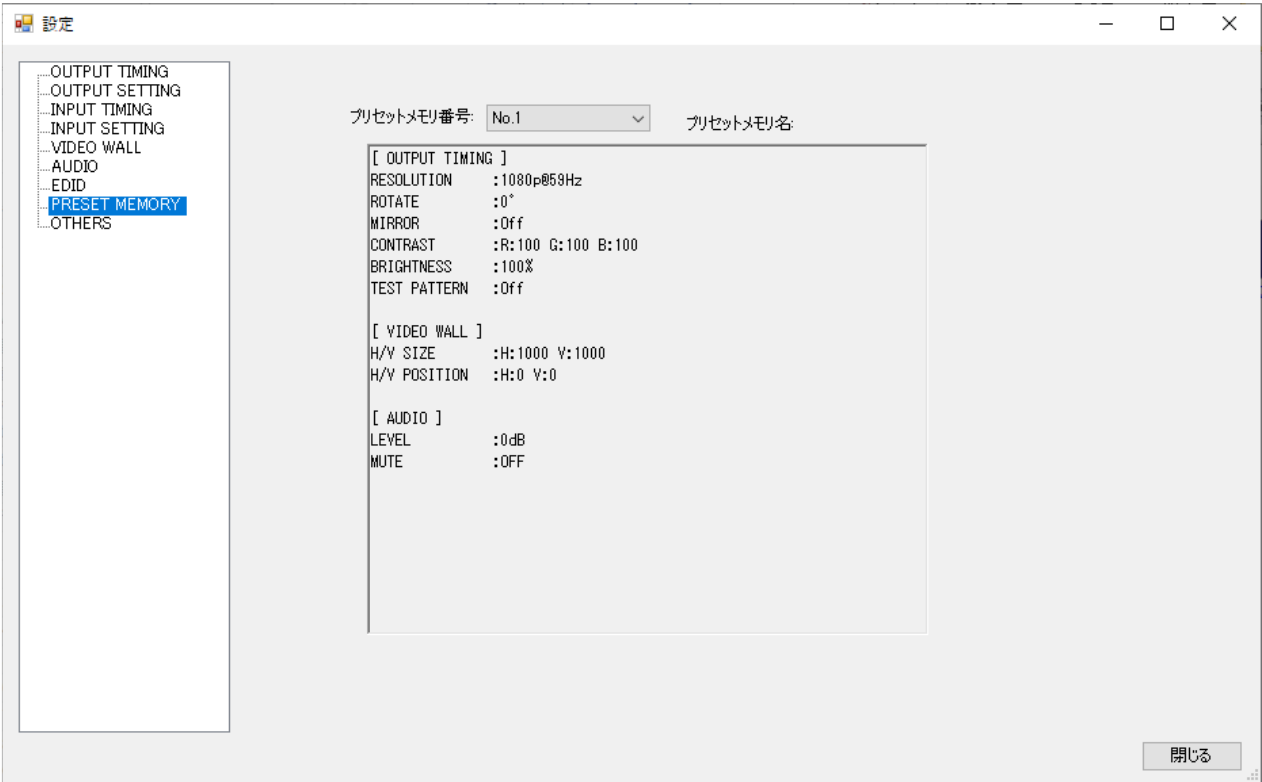 設定
OUTPUT TIMING
OUTPUT SETTING
INPUT TIMING
INPUT SETTING
VIDEO WALL
AUDIO
EDID
PRESET MEMORY
OTHERS
プリセットメモリ番号: No.1 プリセットメモリ名:
[ OUTPUT TIMING ]
RESOLUTION :1080p@59Hz
ROTATE :0°
MIRROR :Off
CONTRAST :R:100 G:100 B:100
BRIGHTNESS :100%
TEST PATTERN :Off
[ VIDEO WALL ]
H/V SIZE :H:1000 V:1000
H/V POSITION :H:0 V:0
[ AUDIO ]
LEVEL :0dB
MUTE :OFF
閉じる